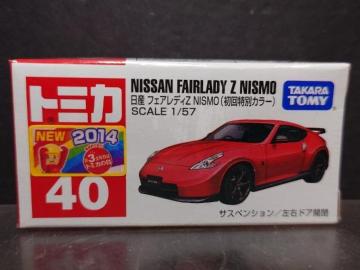 トミカ
NEW
2014
40
NISSAN FAIRLADY Z NISMO
日産 フェアレディZ NISMO（初回特別カラー）
SCALE 1/57
TAKARA
TOMY
サスペンション／左右ドア開閉